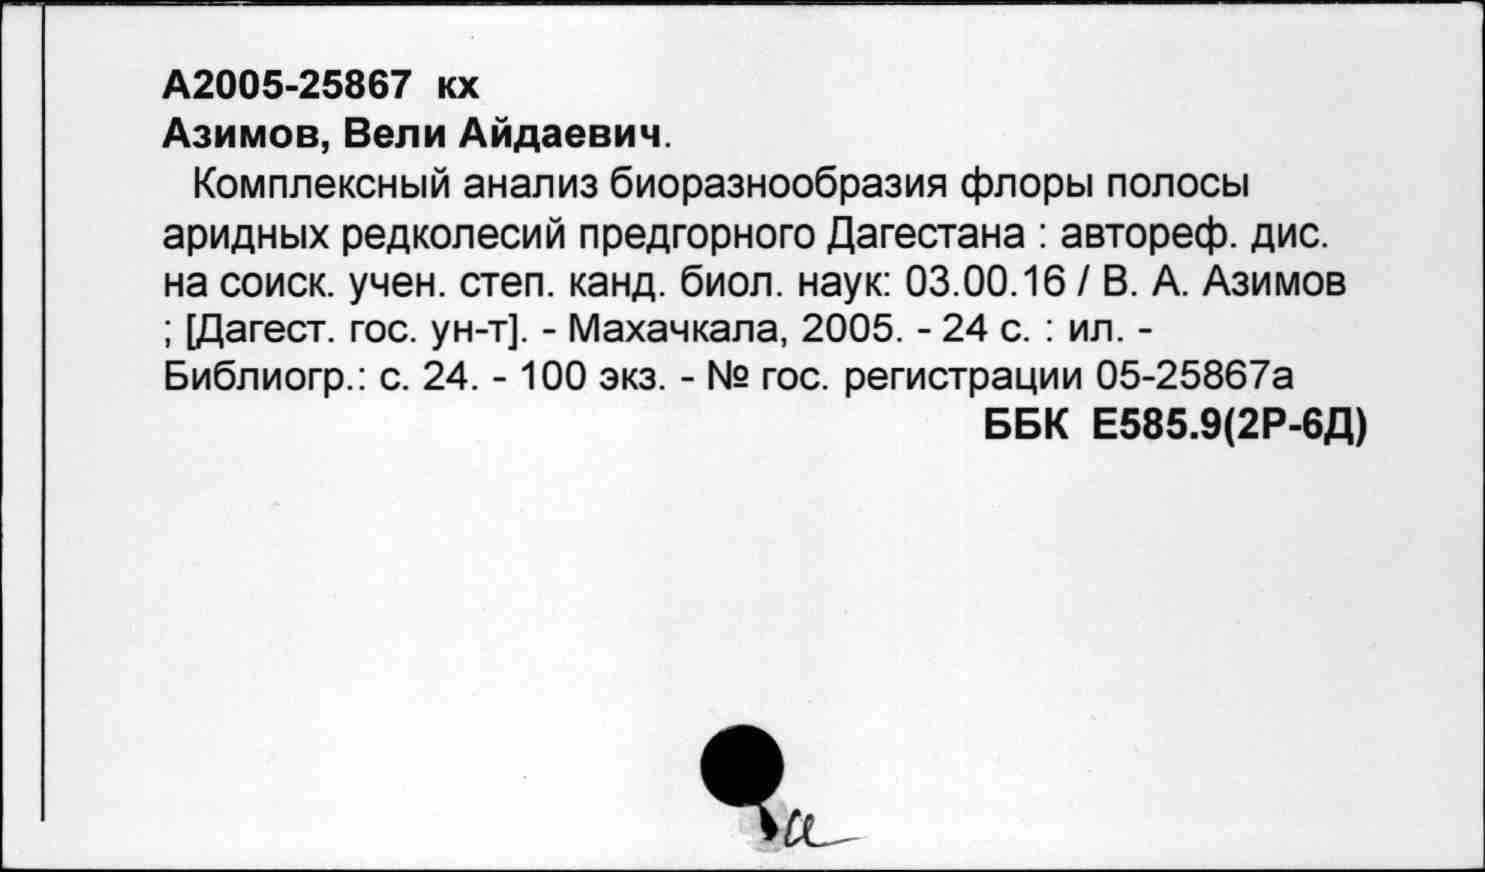 А2005-25867 кх
Азимов, Вели Айдаевич.
Комплексный анализ биоразнообразия флоры полосы
аридных редколесий предгорного Дагестана : автореф. дис.
на соиск. учен. степ. канд. биол. наук: 03.00.16 / В. А. Азимов
; [Дагест. гос. ун-т]. - Махачкала, 2005. - 24 с. : ил. -
Библиогр.: с. 24. - 100 экз. - № гос. регистрации 05-25867а
ББК Е585.9(2Р-6Д)